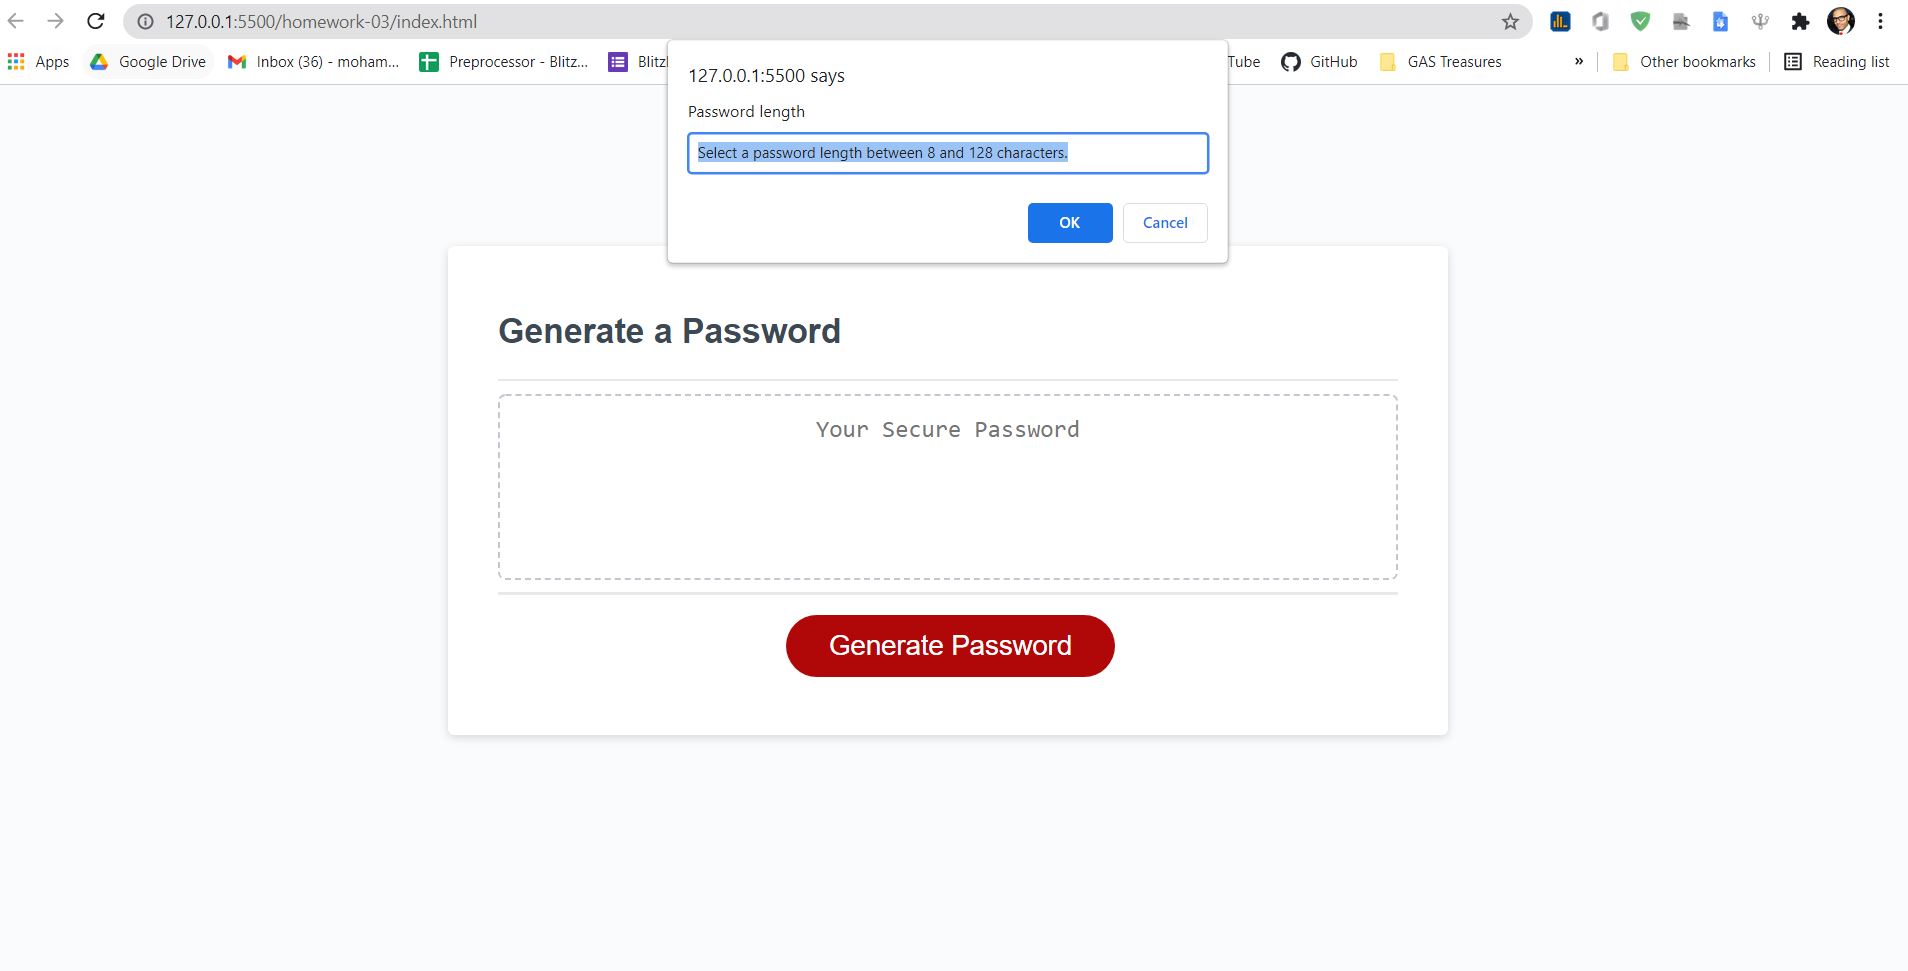 127.0.0.1:5500/homework-03/index.html
Apps Google Drive Inbox (36) - moham... Preprocessor - Blitz... Blitz Tube GitHub GAS Treasures » Other bookmarks Reading list
127.0.0.1:5500 says
Password length
Select a password length between 8 and 128 characters.
OK Cancel
Generate a Password
Your Secure Password
Generate Password